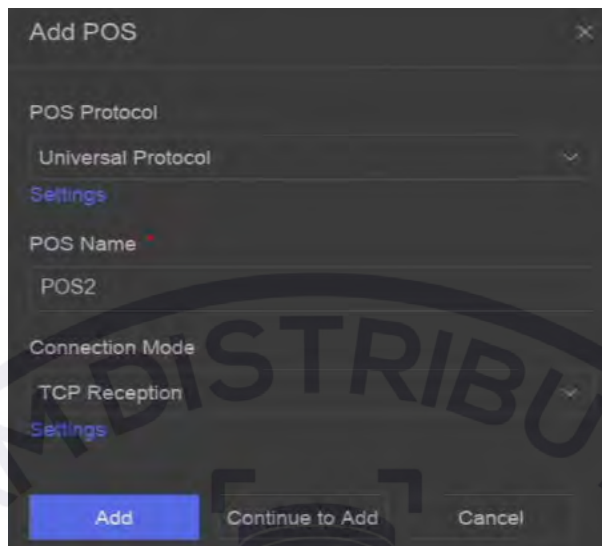 Add POS
POS Protocol
Universal Protocol
Settings
POS Name *
POS2
Connection Mode
TCP Reception
Settings
Add Continue to Add Cancel
DISTRIBU